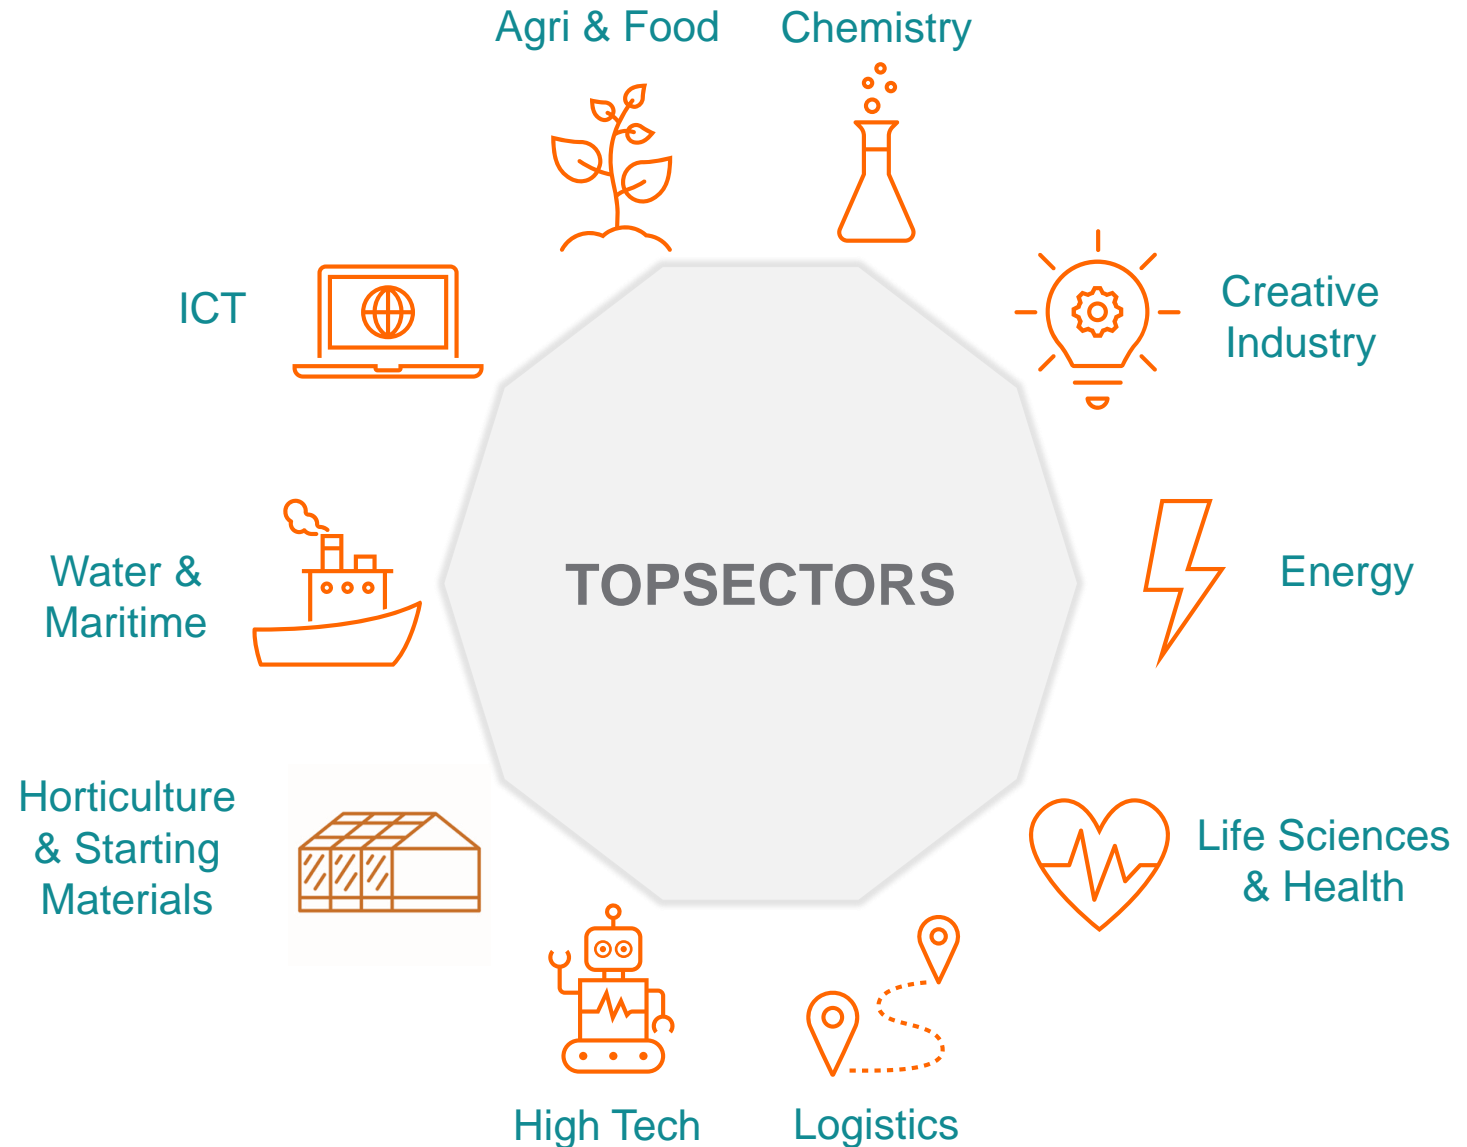 Agri & Food
Chemistry
ICT
Creative
Industry
Water &
Maritime
TOPSECTORS
Energy
Horticulture
& Starting
Materials
Life Sciences
& Health
High Tech
Logistics